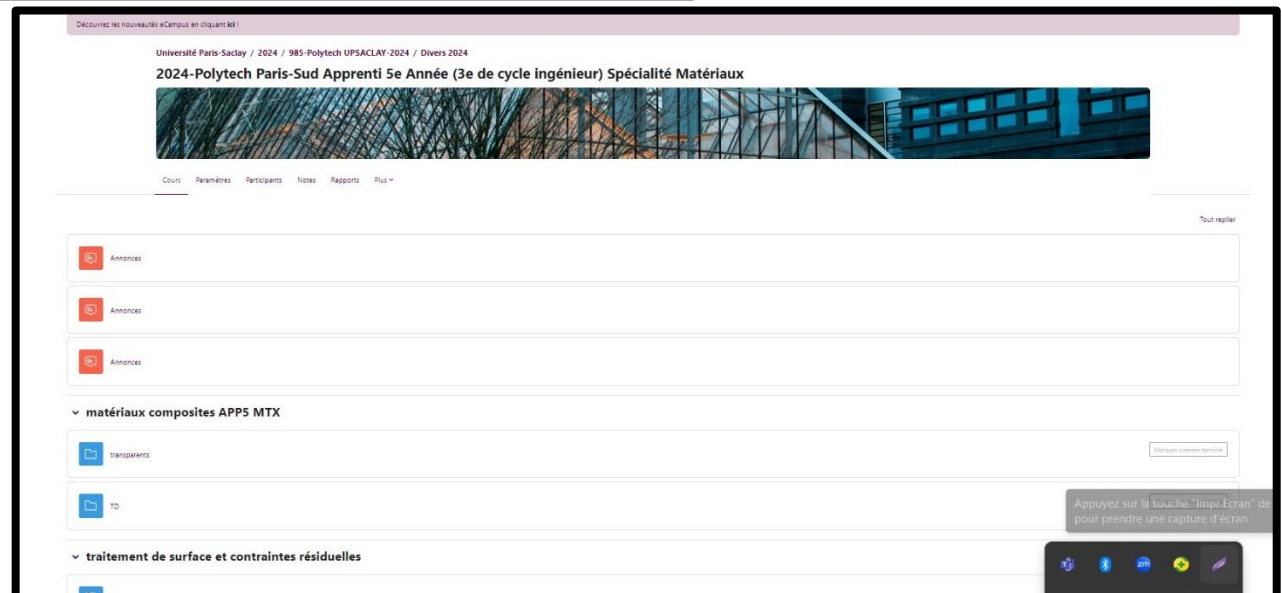 Découvrez les nouveautés eCampus en cliquant ici !
Université Paris-Saclay / 2024 / 985-Polytech UPSACLAY-2024 / Divers 2024
2024-Polytech Paris-Sud Apprenti 5e Année (3e de cycle ingénieur) Spécialité Matériaux
Cours Paramètres Participants Notes Rapports Plus
Tout replier
Annonces
Annonces
Annonces
matériaux composites APP5 MTX
transparents
Marquer comme terminé
TD
Appuyez sur la touche "Impr.Ecran" de
pour prendre une capture d'écran
traitement de surface et contraintes résiduelles
zm